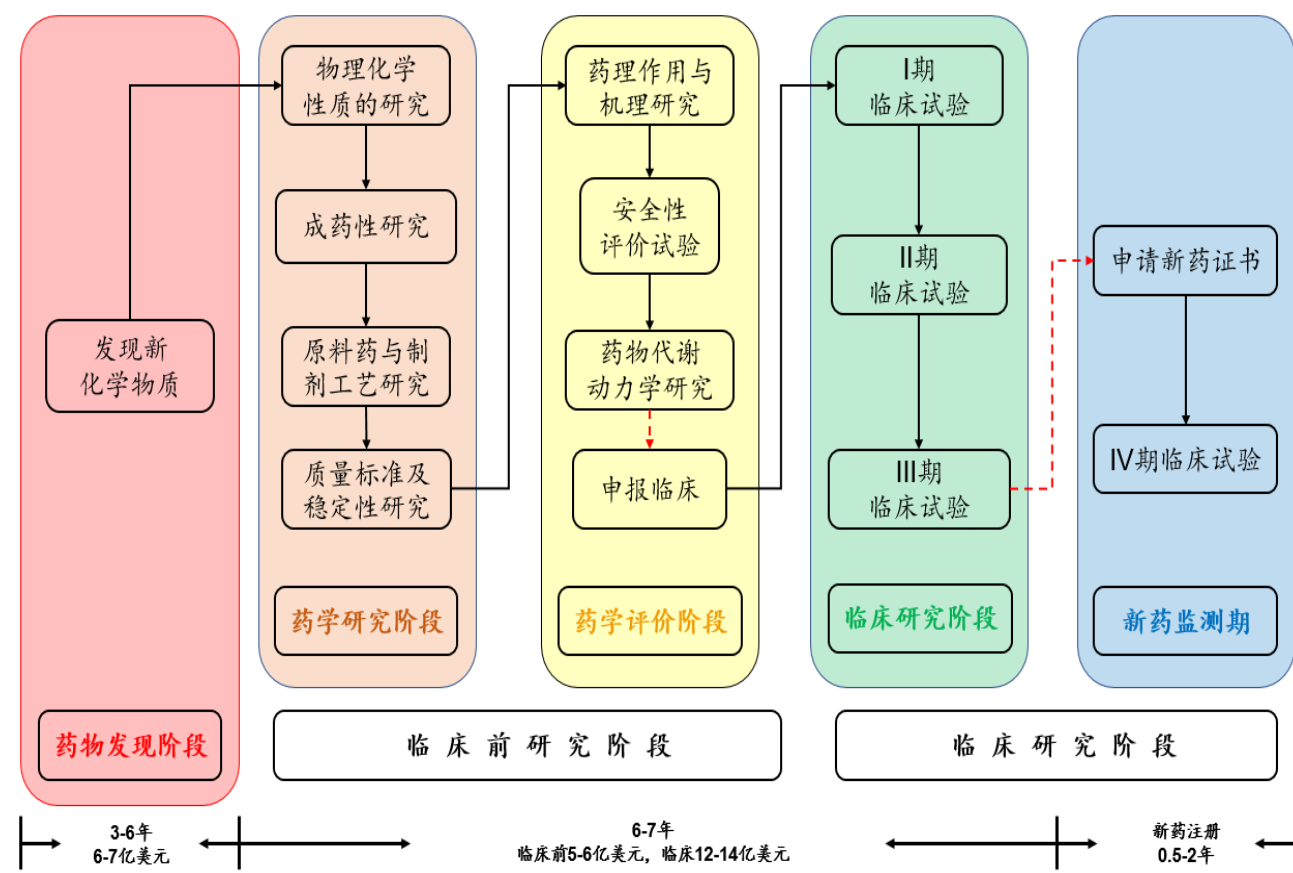 发现新
化学物质
药物发现阶段
物理化学
性质的研究
成药性研究
原料药与制
剂工艺研究
质量标准及
稳定性研究
药学研究阶段
药理作用与
机理研究
安全性
评价试验
药物代谢
动力学研究
申报临床
药学评价阶段
临床前研究阶段
I期
临床试验
II期
临床试验
III期
临床试验
临床研究阶段
申请新药证书
IV期临床试验
新药监测期
临床研究阶段
3-6年
6-7亿美元
6-7年
临床前5-6亿美元，临床12-14亿美元
新药注册
0.5-2年